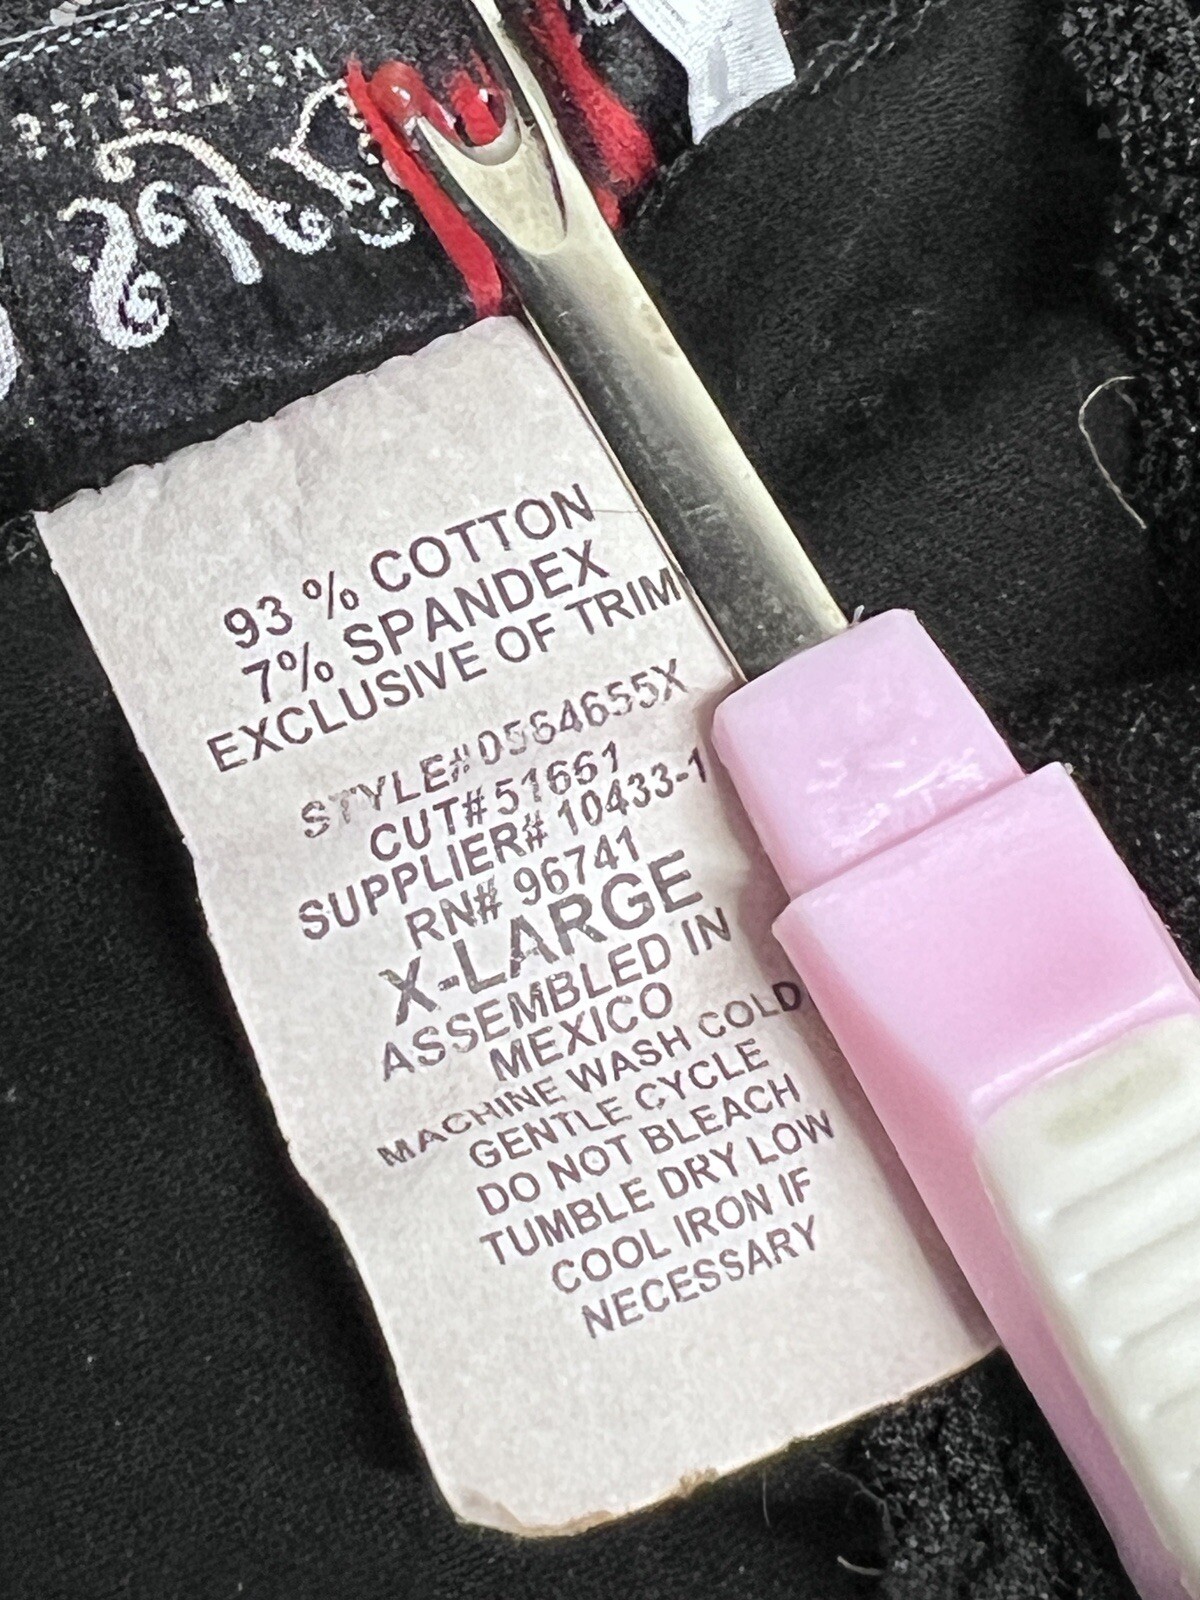 93 % COTTON
7% SPANDEX
EXCLUSIVE OF TRIM
STYLE# 0564655X
CUT# 51661
SUPPLIER# 10433-1
RN# 96741
X-LARGE
ASSEMBLED IN
MEXICO
MACHINE WASH COLD
GENTLE CYCLE
DO NOT BLEACH
TUMBLE DRY LOW
COOL IRON IF
NECESSARY